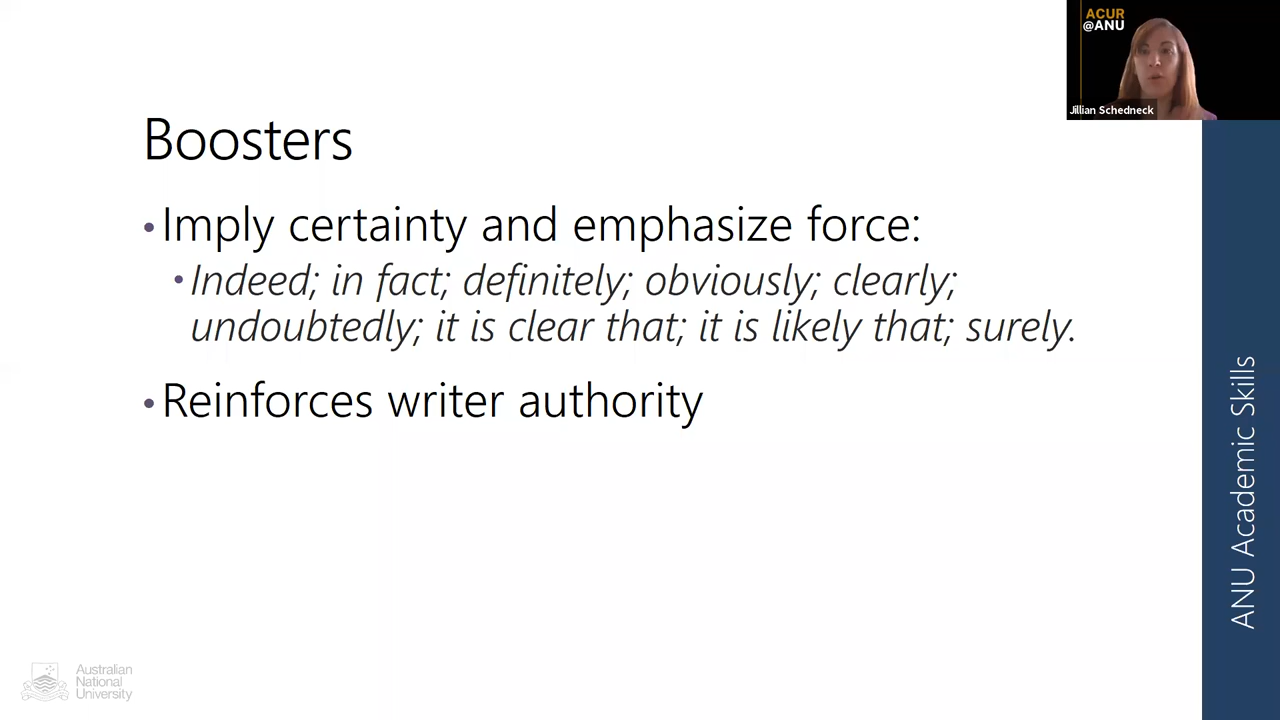 ACUR
@ANU
Jillian Schedneck
Boosters
•Imply certainty and emphasize force:
•Indeed; in fact; definitely; obviously; clearly;
undoubtedly; it is clear that; it is likely that; surely.
•Reinforces writer authority
ANU Academic Skills
Australian
National
University